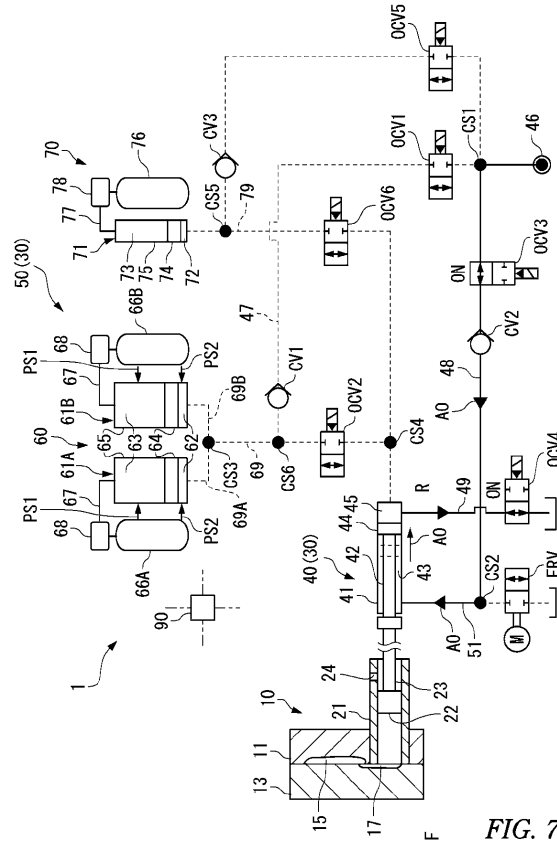 1
90
50 (30)
60
68
67
61A
65
63
64
62
PS1
PS2
66A
61B
67
68
PS1
PS2
66B
69A
69B
CS3
69
CS6
70
78
77
71
73
75
74
72
76
CS5
79
CV3
47
CV1
OCV2
OCV6
OCV1
OCV5
CS4
CS1
46
ON
OCV3
CV2
48
AO
10
11
13
15
17
21
24
22
23
40 (30)
41
42
43
44
45
AO
R
49
ON
OCV4
AO
51
CS2
M
F
FIG. 7